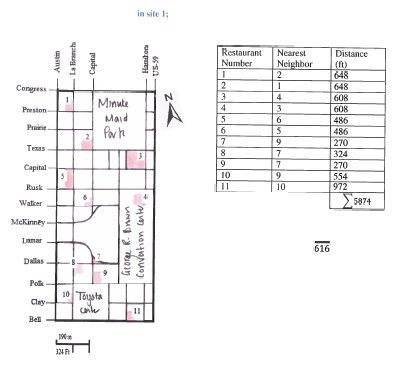 in site 1;
Austin
La Branch
Capital
Hamilton
US-59
Congress
Preston
Prairie
Texas
Capital
Rusk
Walker
McKinney
Lamar
Dallas
Polk
Clay
Bell
Minute
Maid
Park
George R. Brown
Convention Center
Toyota
Center
1
2
3
4
5
6
7
8
9
10
11
N
190m
324 Ft
Restaurant Number Nearest Neighbor Distance (ft)
1 2 648
2 1 648
3 4 608
4 3 608
5 6 486
6 5 486
7 9 270
8 7 324
9 7 270
10 9 554
11 10 972
∑ 5874
616